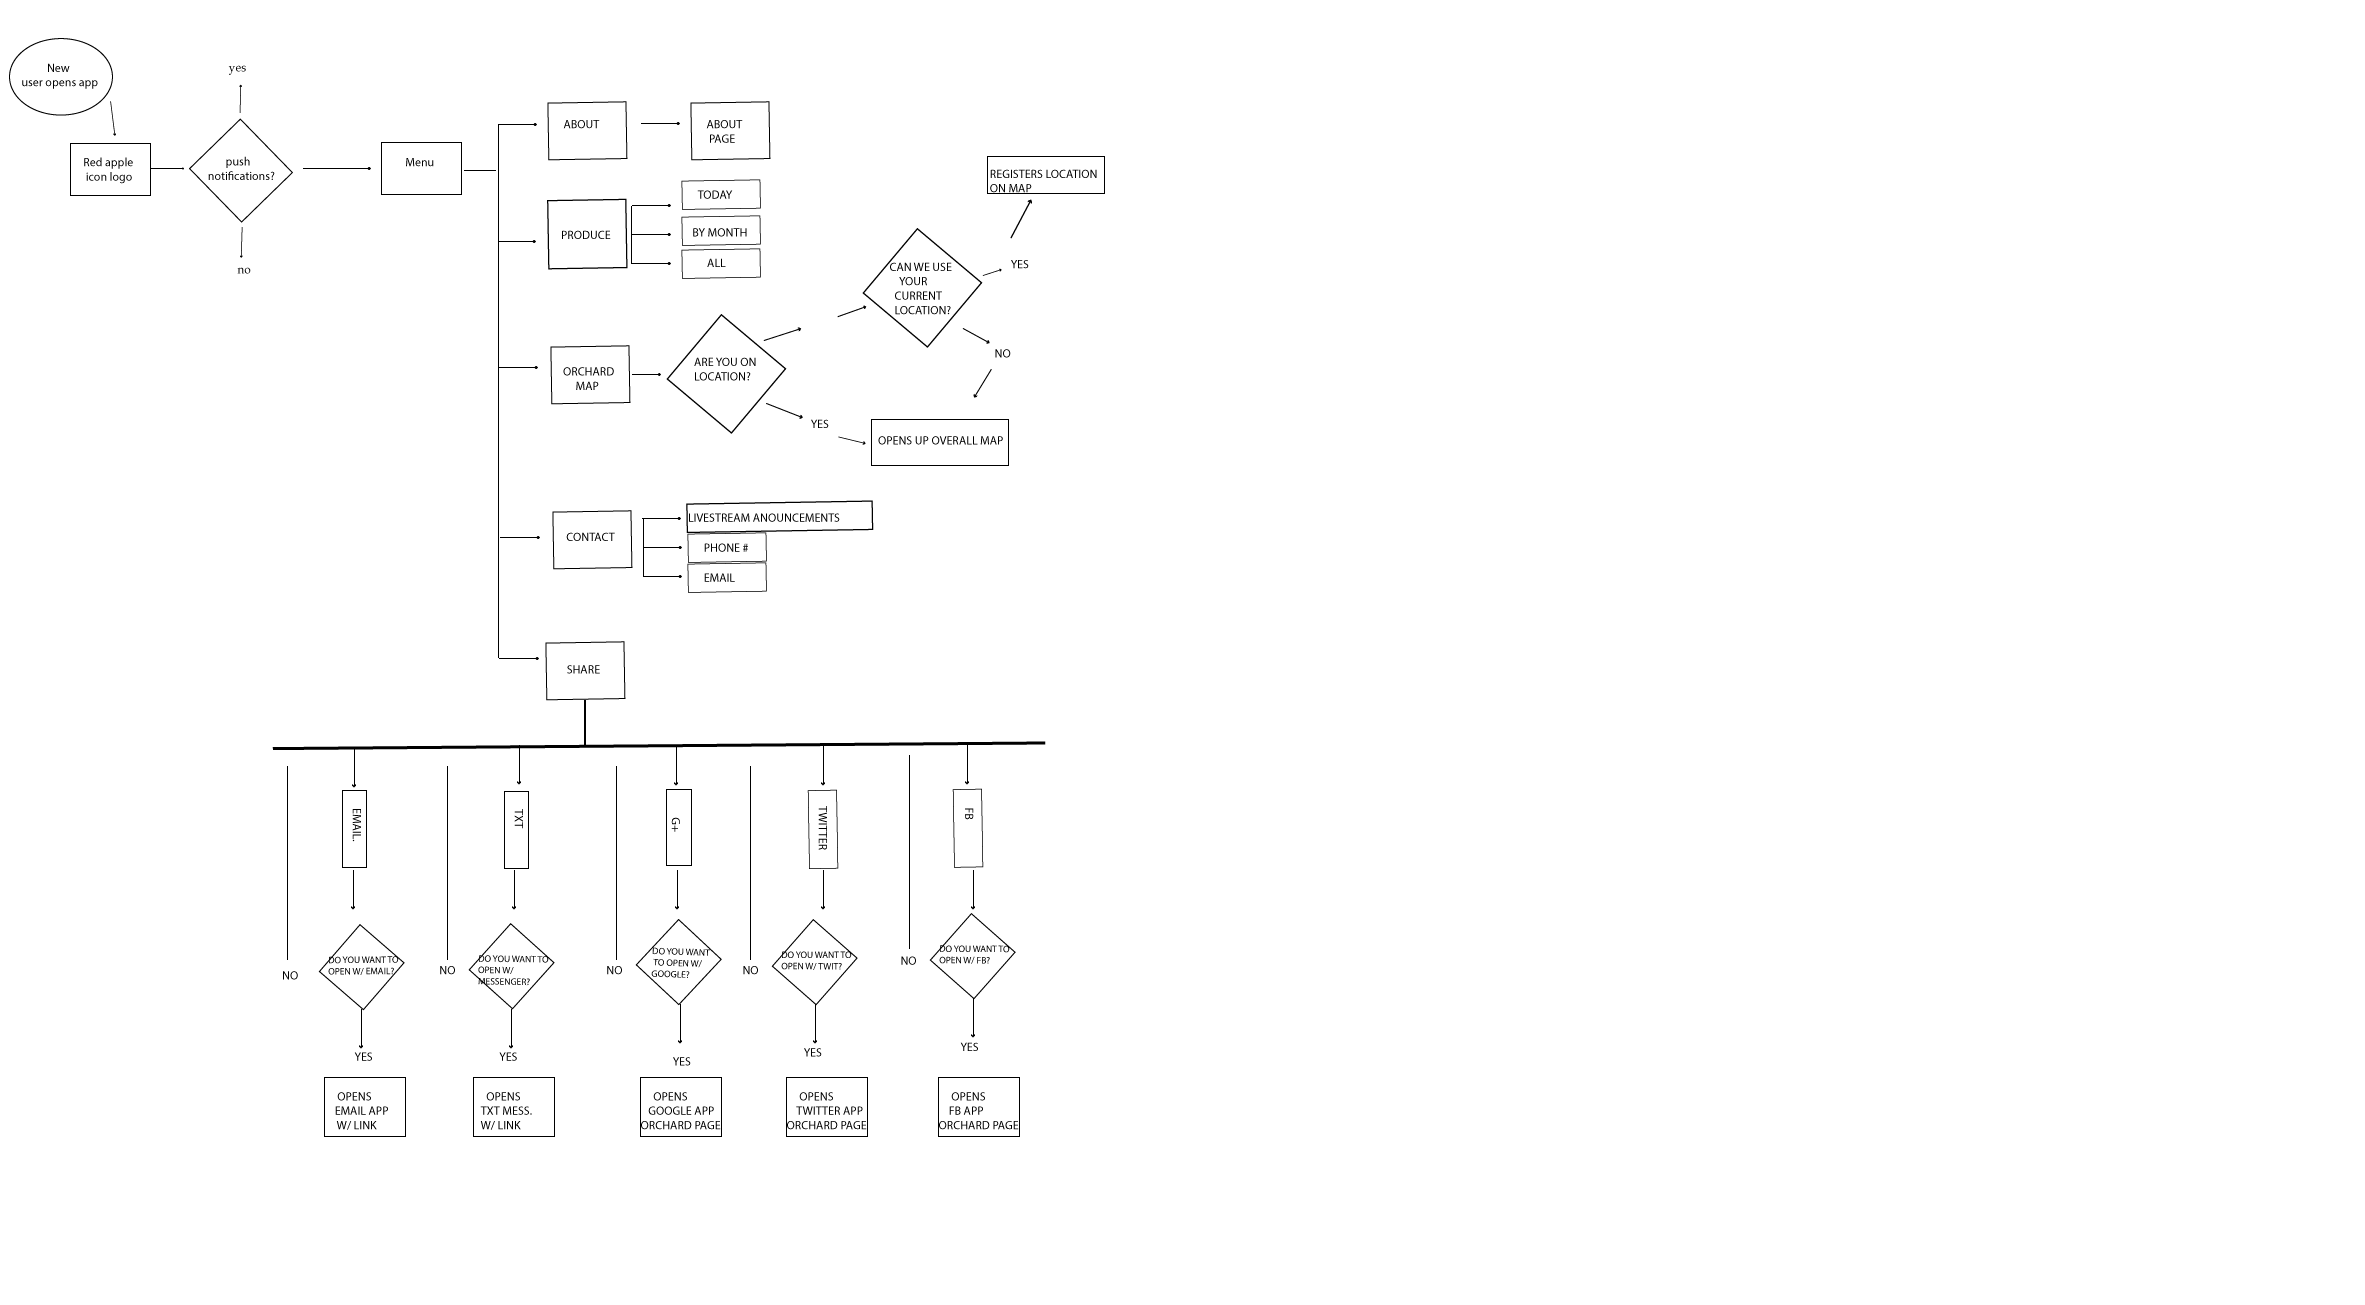 New
user opens app
yes
Red apple
icon logo
push
notifications?
no
Menu
ABOUT
ABOUT
PAGE
PRODUCE
TODAY
BY MONTH
ALL
ORCHARD
MAP
ARE YOU ON
LOCATION?
CAN WE USE
YOUR
CURRENT
LOCATION?
YES
REGISTERS LOCATION
ON MAP
NO
YES
OPENS UP OVERALL MAP
CONTACT
LIVESTREAM ANOUNCEMENTS
PHONE #
EMAIL
SHARE
EMAIL.
TXT
G+
TWITTER
FB
NO
DO YOU WANT TO
OPEN W/ EMAIL?
NO
DO YOU WANT TO
OPEN W/
MESSENGER?
NO
DO YOU WANT
TO OPEN W/
GOOGLE?
NO
DO YOU WANT TO
OPEN W/ TWIT?
NO
DO YOU WANT TO
OPEN W/ FB?
YES
YES
YES
YES
YES
OPENS
EMAIL APP
W/ LINK
OPENS
TXT MESS.
W/ LINK
OPENS
GOOGLE APP
ORCHARD PAGE
OPENS
TWITTER APP
ORCHARD PAGE
OPENS
FB APP
ORCHARD PAGE